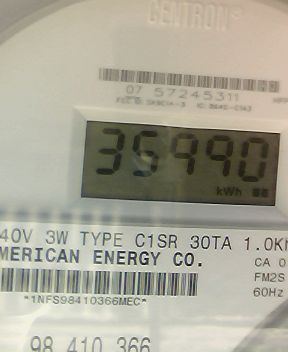 CENTRON®
07 57245311
35990
kWh
40V 3W TYPE C1SR 30TA 1.0K
MERICAN ENERGY CO.
CA 0
FM2S
60Hz
*1NFS98410366MEC*
98 410 366